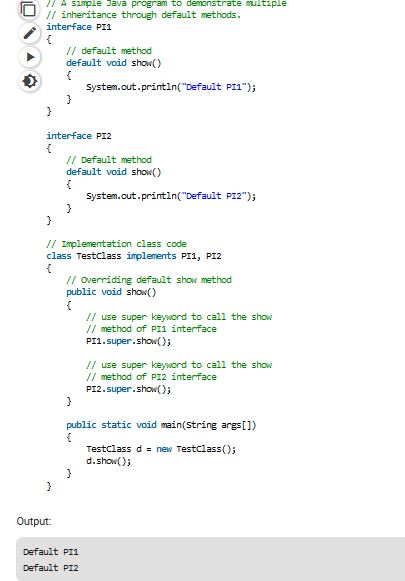 // A simple Java program to demonstrate multiple
// inheritance through default methods.
interface PI1
{
    // default method
    default void show()
    {
        System.out.println("Default PI1");
    }
}

interface PI2
{
    // Default method
    default void show()
    {
        System.out.println("Default PI2");
    }
}

// Implementation class code
class TestClass implements PI1, PI2
{
    // Overriding default show method
    public void show()
    {
        // use super keyword to call the show
        // method of PI1 interface
        PI1.super.show();

        // use super keyword to call the show
        // method of PI2 interface
        PI2.super.show();
    }

    public static void main(String args[])
    {
        TestClass d = new TestClass();
        d.show();
    }
}

Output:
Default PI1
Default PI2